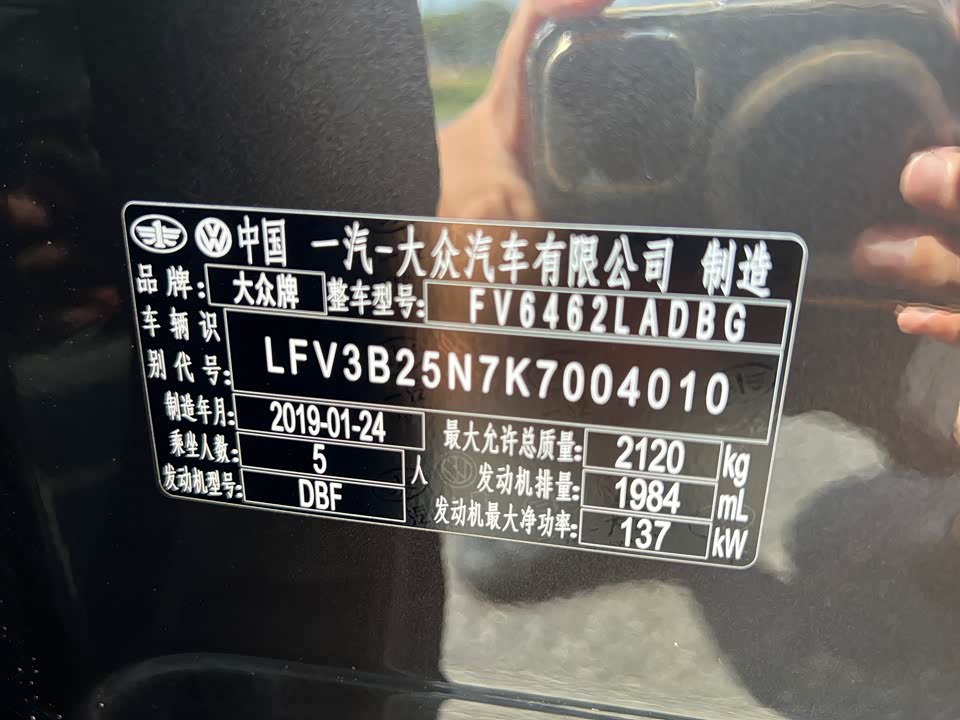 中国 一汽-大众汽车有限公司 制造
品牌: 大众牌 整车型号: FV6462LADBG
车辆识别代号: LFV3B25N7K7004010
制造年月: 2019-01-24 最大允许总质量: 2120 kg
乘坐人数: 5 人 发动机排量: 1984 mL
发动机型号: DBF 发动机最大净功率: 137 kW